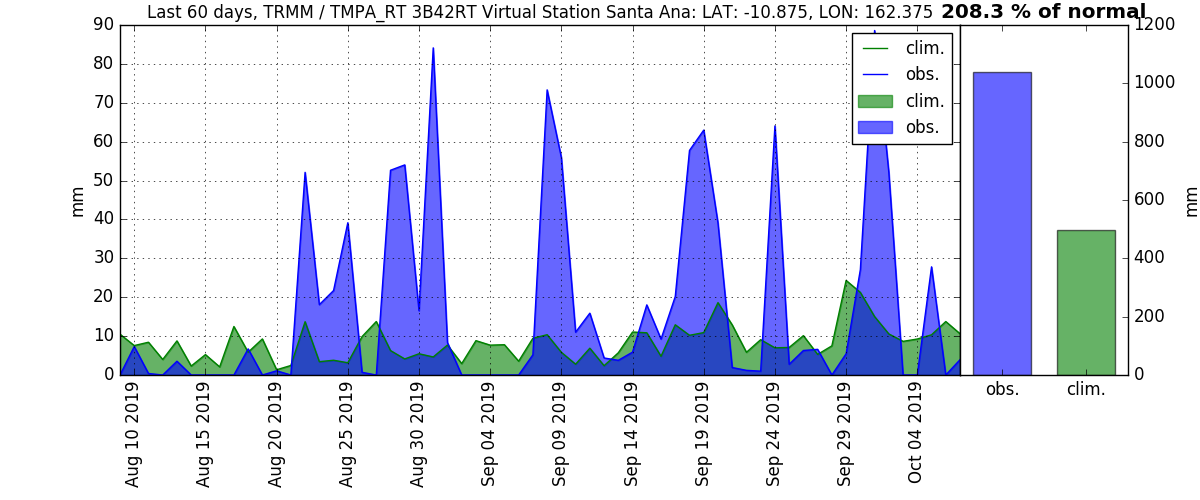 Last 60 days, TRMM / TMPA_RT 3B42RT Virtual Station Santa Ana: LAT: -10.875, LON: 162.375 208.3 % of normal
90
80
70
60
50
40
30
20
10
0
mm
clim.
obs.
clim.
obs.
Aug 10 2019
Aug 15 2019
Aug 20 2019
Aug 25 2019
Aug 30 2019
Sep 04 2019
Sep 09 2019
Sep 14 2019
Sep 19 2019
Sep 24 2019
Sep 29 2019
Oct 04 2019
1200
1000
800
600
400
200
0
mm
obs. clim.